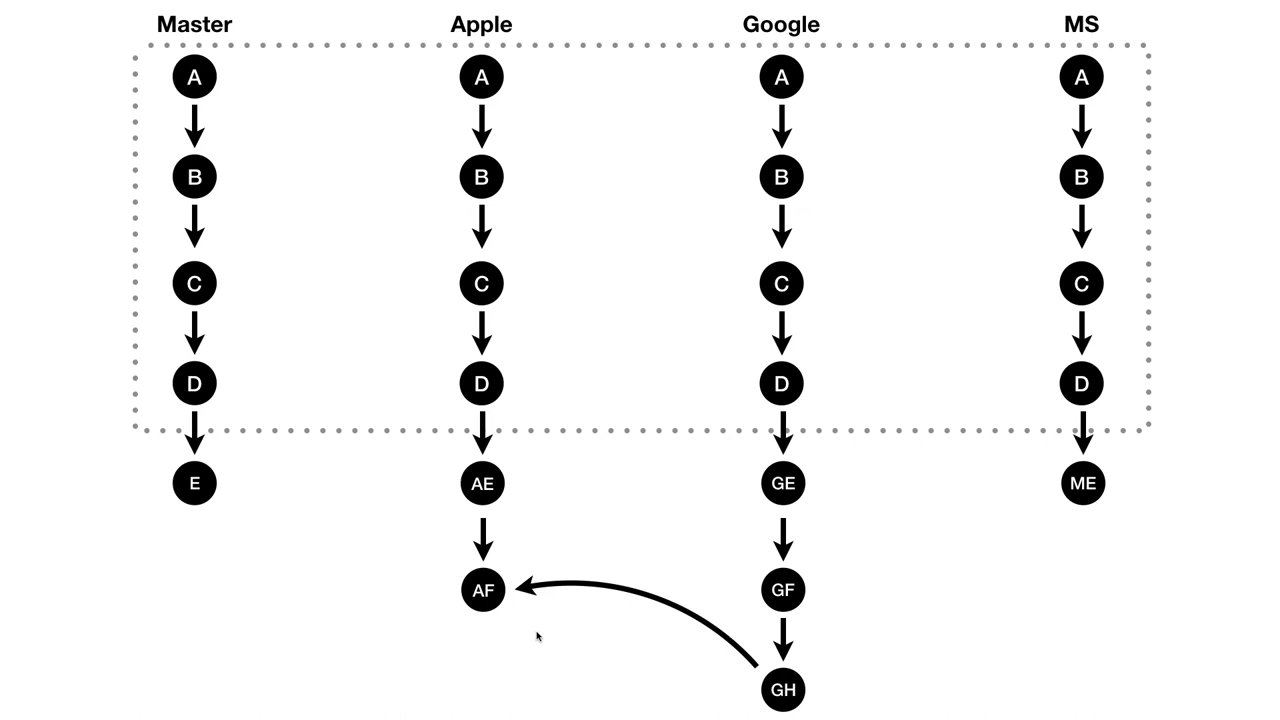 Master Apple Google MS
A A A A
B B B B
C C C C
D D D D
E AE GE ME
AF GF
GH